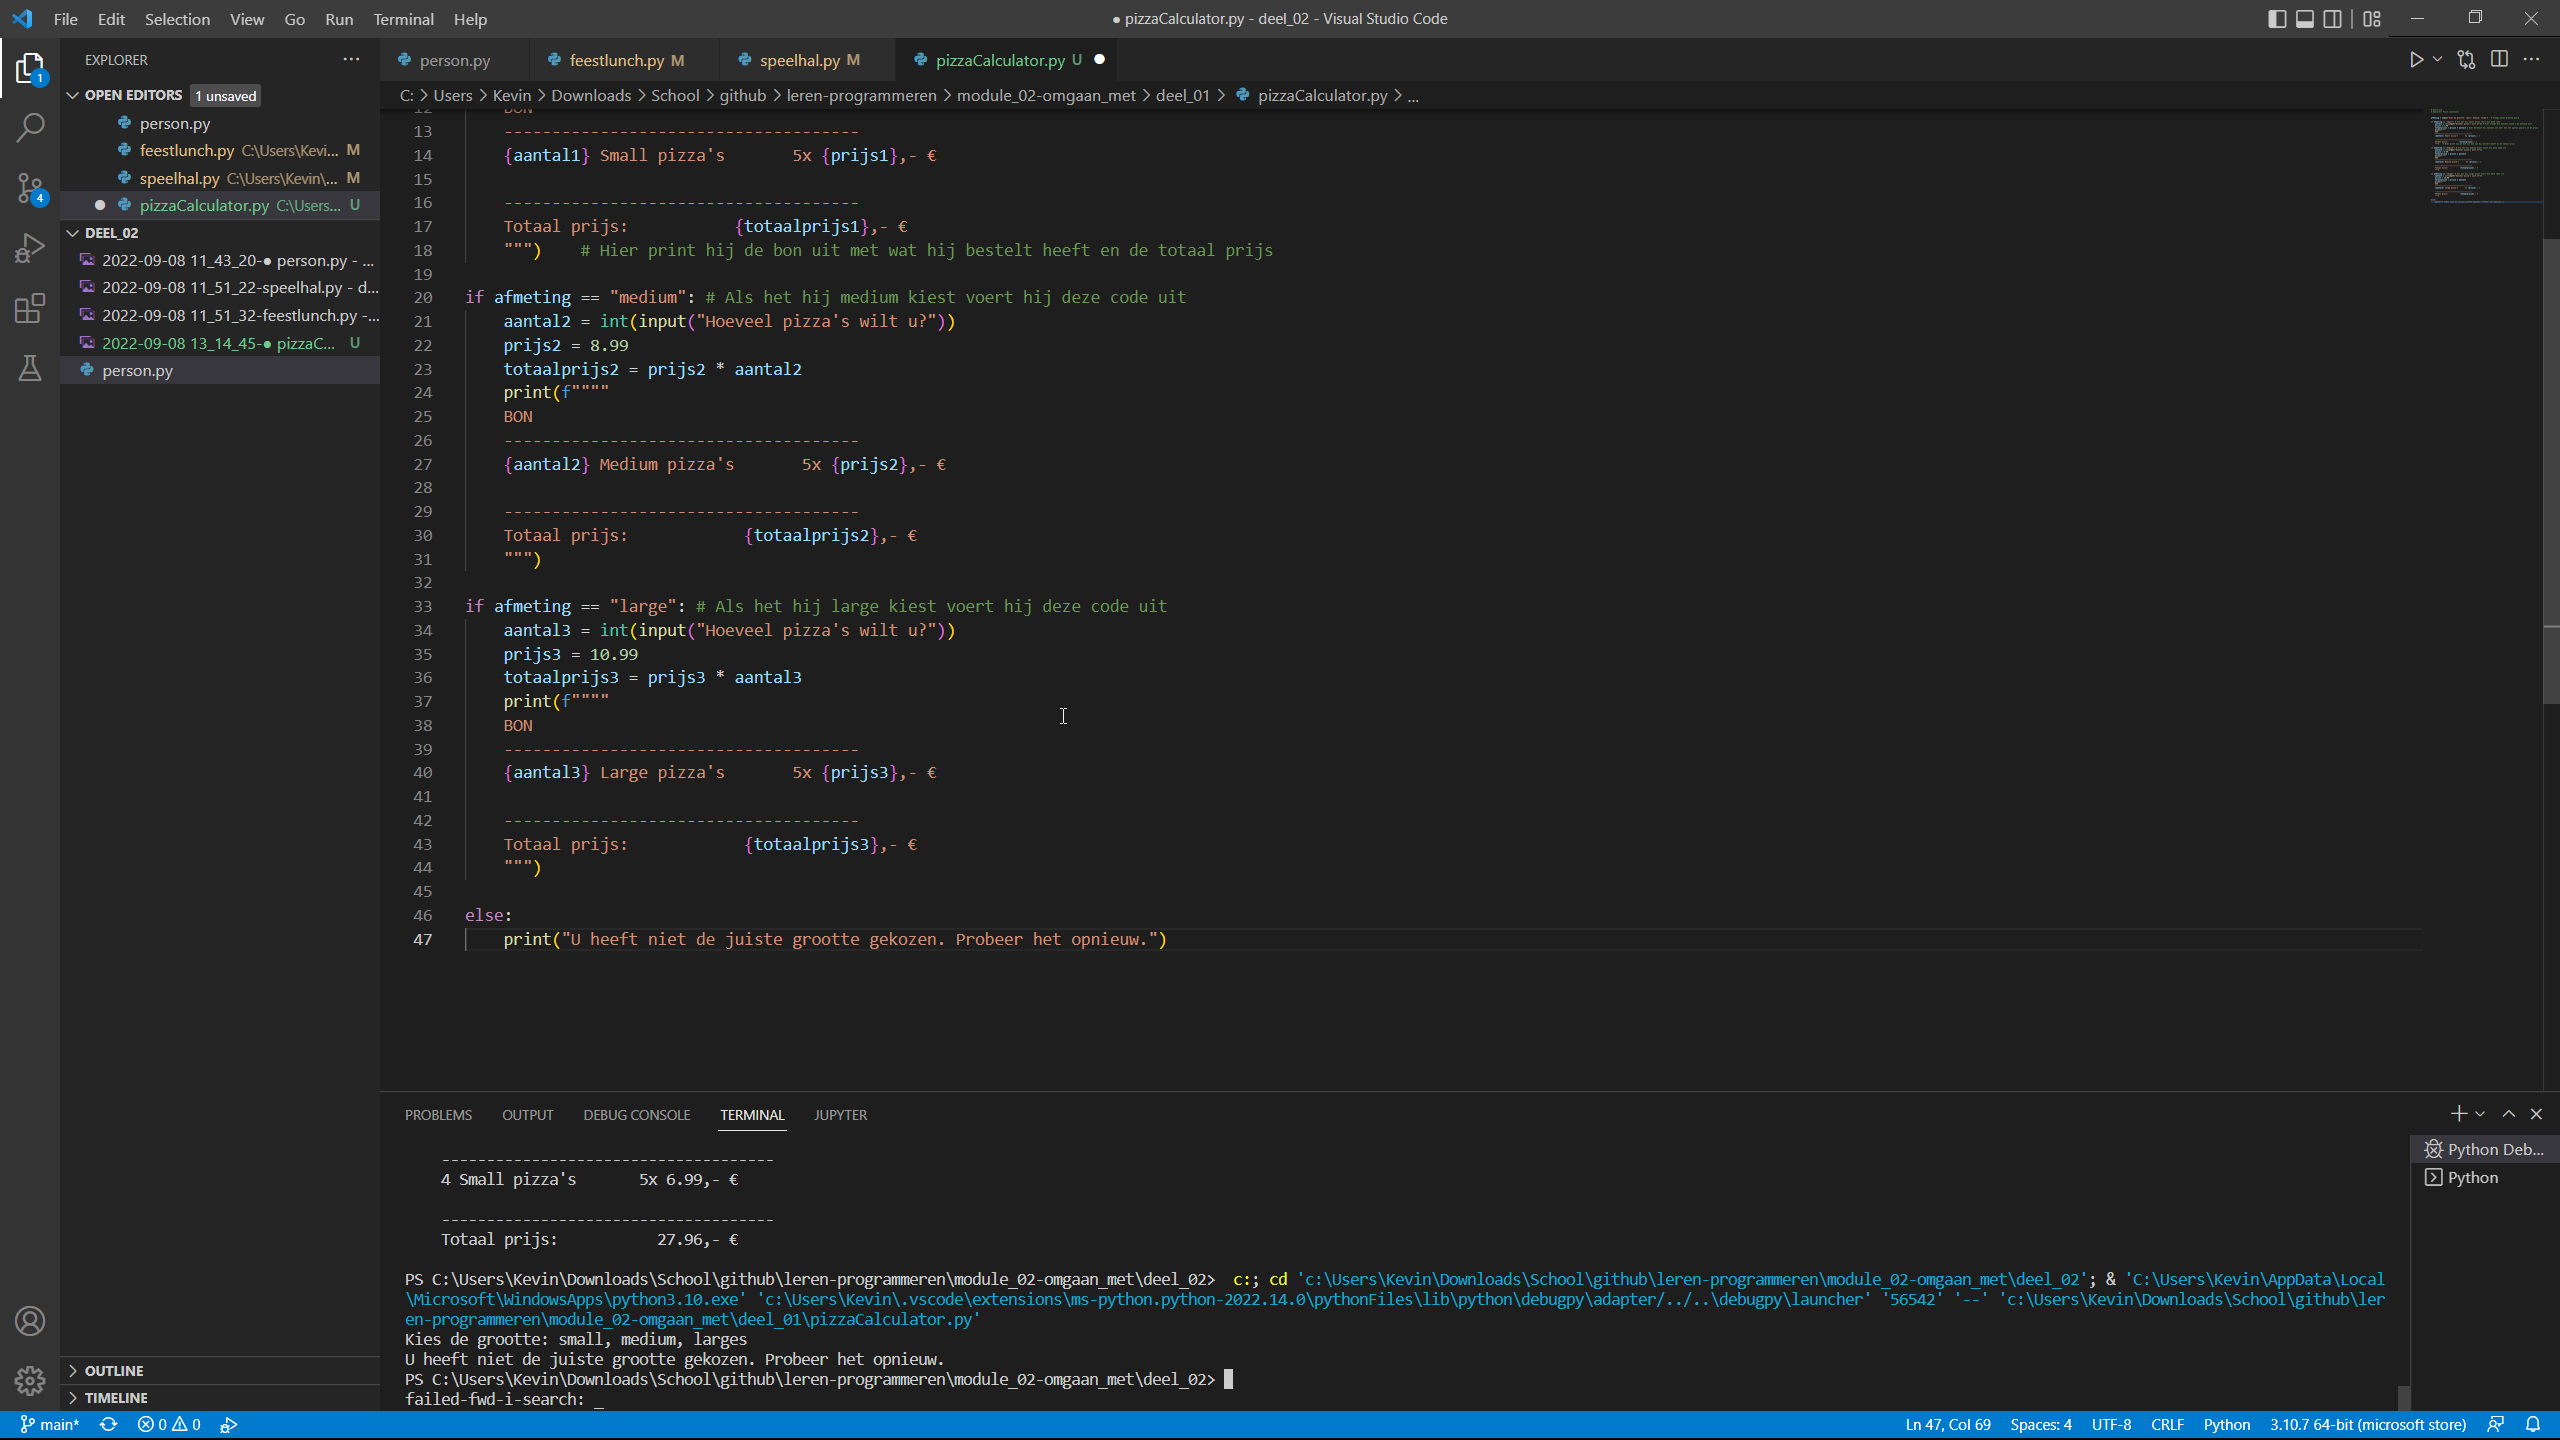 File Edit Selection View Go Run Terminal Help
● pizzaCalculator.py - deel_02 - Visual Studio Code
EXPLORER
person.py
feestlunch.py M
speelhal.py M
pizzaCalculator.py U ●
OPEN EDITORS 1 unsaved
person.py
feestlunch.py C:\Users\Kevi... M
speelhal.py C:\Users\Kevin\... M
● pizzaCalculator.py C:\Users... U
DEEL_02
2022-09-08 11_43_20-● person.py - ...
2022-09-08 11_51_22-speelhal.py - d...
2022-09-08 11_51_32-feestlunch.py -...
2022-09-08 13_14_45-● pizzaC... U
person.py
OUTLINE
TIMELINE
1
4
C: > Users > Kevin > Downloads > School > github > leren-programmeren > module_02-omgaan_met > deel_01 > pizzaCalculator.py > ...
12 BON
13 -------------------------------------
14 {aantal1} Small pizza's       5x {prijs1},- €
15
16 -------------------------------------
17 Totaal prijs:           {totaalprijs1},- €
18 """)    # Hier print hij de bon uit met wat hij bestelt heeft en de totaal prijs
19
20 if afmeting == "medium": # Als het hij medium kiest voert hij deze code uit
21     aantal2 = int(input("Hoeveel pizza's wilt u?"))
22     prijs2 = 8.99
23     totaalprijs2 = prijs2 * aantal2
24     print(f""""
25     BON
26     -------------------------------------
27     {aantal2} Medium pizza's       5x {prijs2},- €
28
29     -------------------------------------
30     Totaal prijs:            {totaalprijs2},- €
31     """)
32
33 if afmeting == "large": # Als het hij large kiest voert hij deze code uit
34     aantal3 = int(input("Hoeveel pizza's wilt u?"))
35     prijs3 = 10.99
36     totaalprijs3 = prijs3 * aantal3
37     print(f""""
38     BON
39     -------------------------------------
40     {aantal3} Large pizza's       5x {prijs3},- €
41
42     -------------------------------------
43     Totaal prijs:            {totaalprijs3},- €
44     """)
45
46 else:
47     print("U heeft niet de juiste grootte gekozen. Probeer het opnieuw.")
PROBLEMS OUTPUT DEBUG CONSOLE TERMINAL JUPYTER
-------------------------------------
4 Small pizza's       5x 6.99,- €
-------------------------------------
Totaal prijs:           27.96,- €
PS C:\Users\Kevin\Downloads\School\github\leren-programmeren\module_02-omgaan_met\deel_02>  c:; cd 'c:\Users\Kevin\Downloads\School\github\leren-programmeren\module_02-omgaan_met\deel_02'; & 'C:\Users\Kevin\AppData\Local
\Microsoft\WindowsApps\python3.10.exe' 'c:\Users\Kevin\.vscode\extensions\ms-python.python-2022.14.0\pythonFiles\lib\python\debugpy\adapter/../..\debugpy\launcher' '56542' '--' 'c:\Users\Kevin\Downloads\School\github\ler
en-programmeren\module_02-omgaan_met\deel_01\pizzaCalculator.py'
Kies de grootte: small, medium, larges
U heeft niet de juiste grootte gekozen. Probeer het opnieuw.
PS C:\Users\Kevin\Downloads\School\github\leren-programmeren\module_02-omgaan_met\deel_02>
failed-fwd-i-search: _
Python Deb...
Python
main* 0 0
Ln 47, Col 69 Spaces: 4 UTF-8 CRLF Python 3.10.7 64-bit (microsoft store)